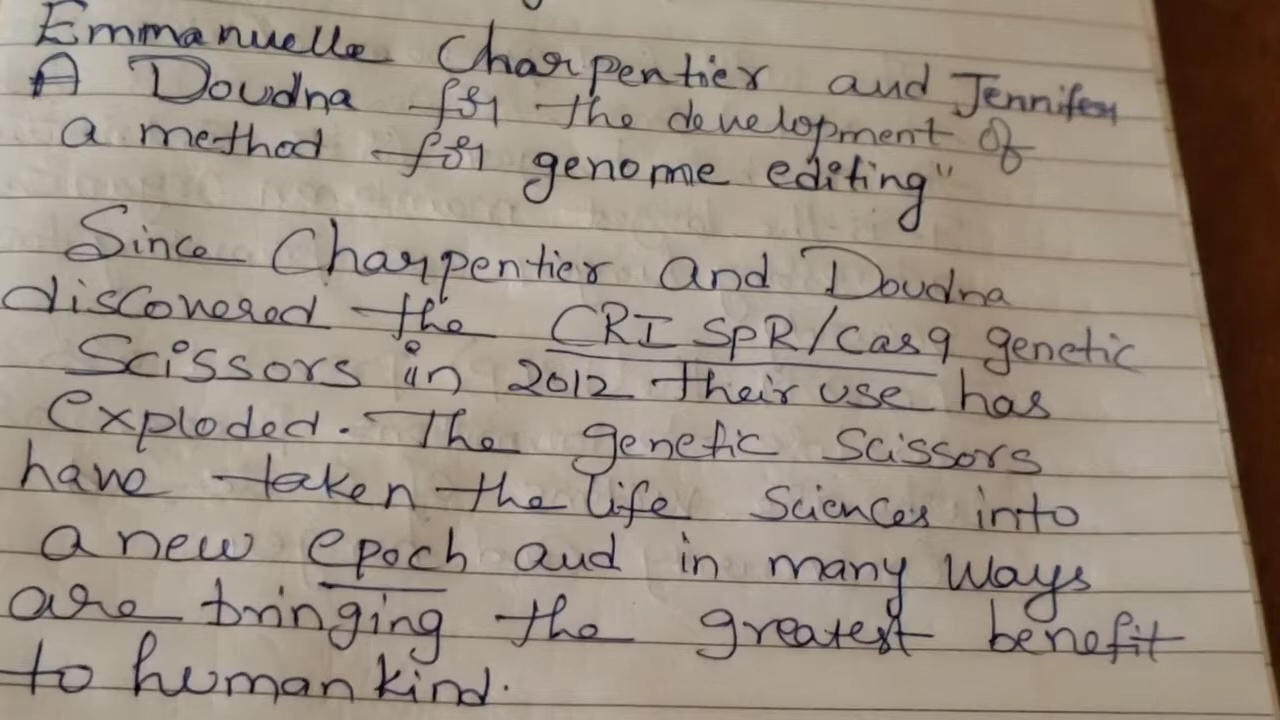 Emmanuelle Charpentier and Jennifer
A Doudna for the development of
a method for genome editing"
Since Charpentier and Doudna
discovered the CRISPR/Cas9 genetic
Scissors in 2012 their use has
exploded. The genetic Scissors
have taken the life Sciences into
a new epoch and in many ways
are bringing the greatest benefit
to humankind.